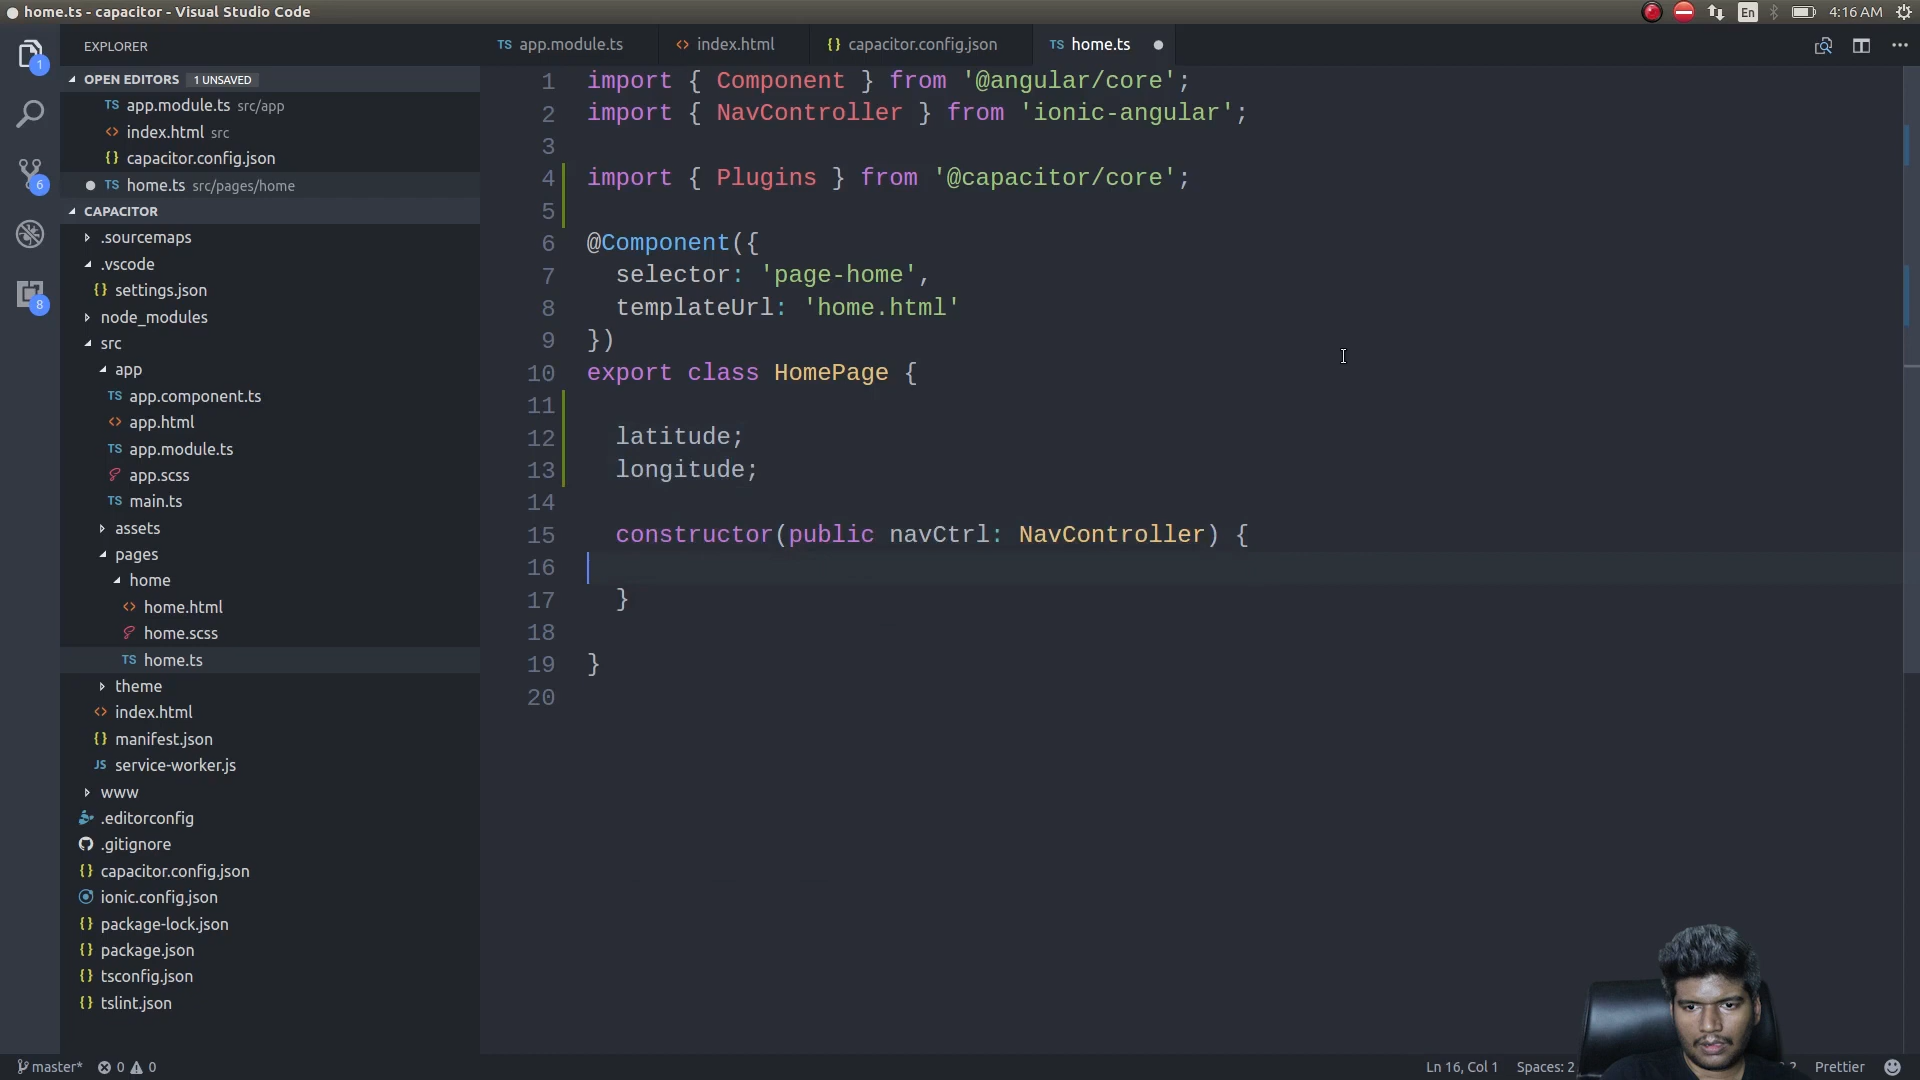 home.ts - capacitor - Visual Studio Code
En
4:16 AM
EXPLORER
TS app.module.ts
<> index.html
{} capacitor.config.json
TS home.ts
1
6
8
OPEN EDITORS 1 UNSAVED
TS app.module.ts src/app
<> index.html src
{} capacitor.config.json
TS home.ts src/pages/home
CAPACITOR
.sourcemaps
.vscode
{} settings.json
node_modules
src
app
TS app.component.ts
<> app.html
TS app.module.ts
app.scss
TS main.ts
assets
pages
home
<> home.html
home.scss
TS home.ts
theme
<> index.html
{} manifest.json
JS service-worker.js
www
.editorconfig
.gitignore
{} capacitor.config.json
ionic.config.json
{} package-lock.json
{} package.json
{} tsconfig.json
{} tslint.json
1 import { Component } from '@angular/core';
2 import { NavController } from 'ionic-angular';
3
4 import { Plugins } from '@capacitor/core';
5
6 @Component({
7 selector: 'page-home',
8 templateUrl: 'home.html'
9 })
10 export class HomePage {
11
12 latitude;
13 longitude;
14
15 constructor(public navCtrl: NavController) {
16
17 }
18
19 }
20
master* 0 0
Ln 16, Col 1
Spaces: 2
Prettier